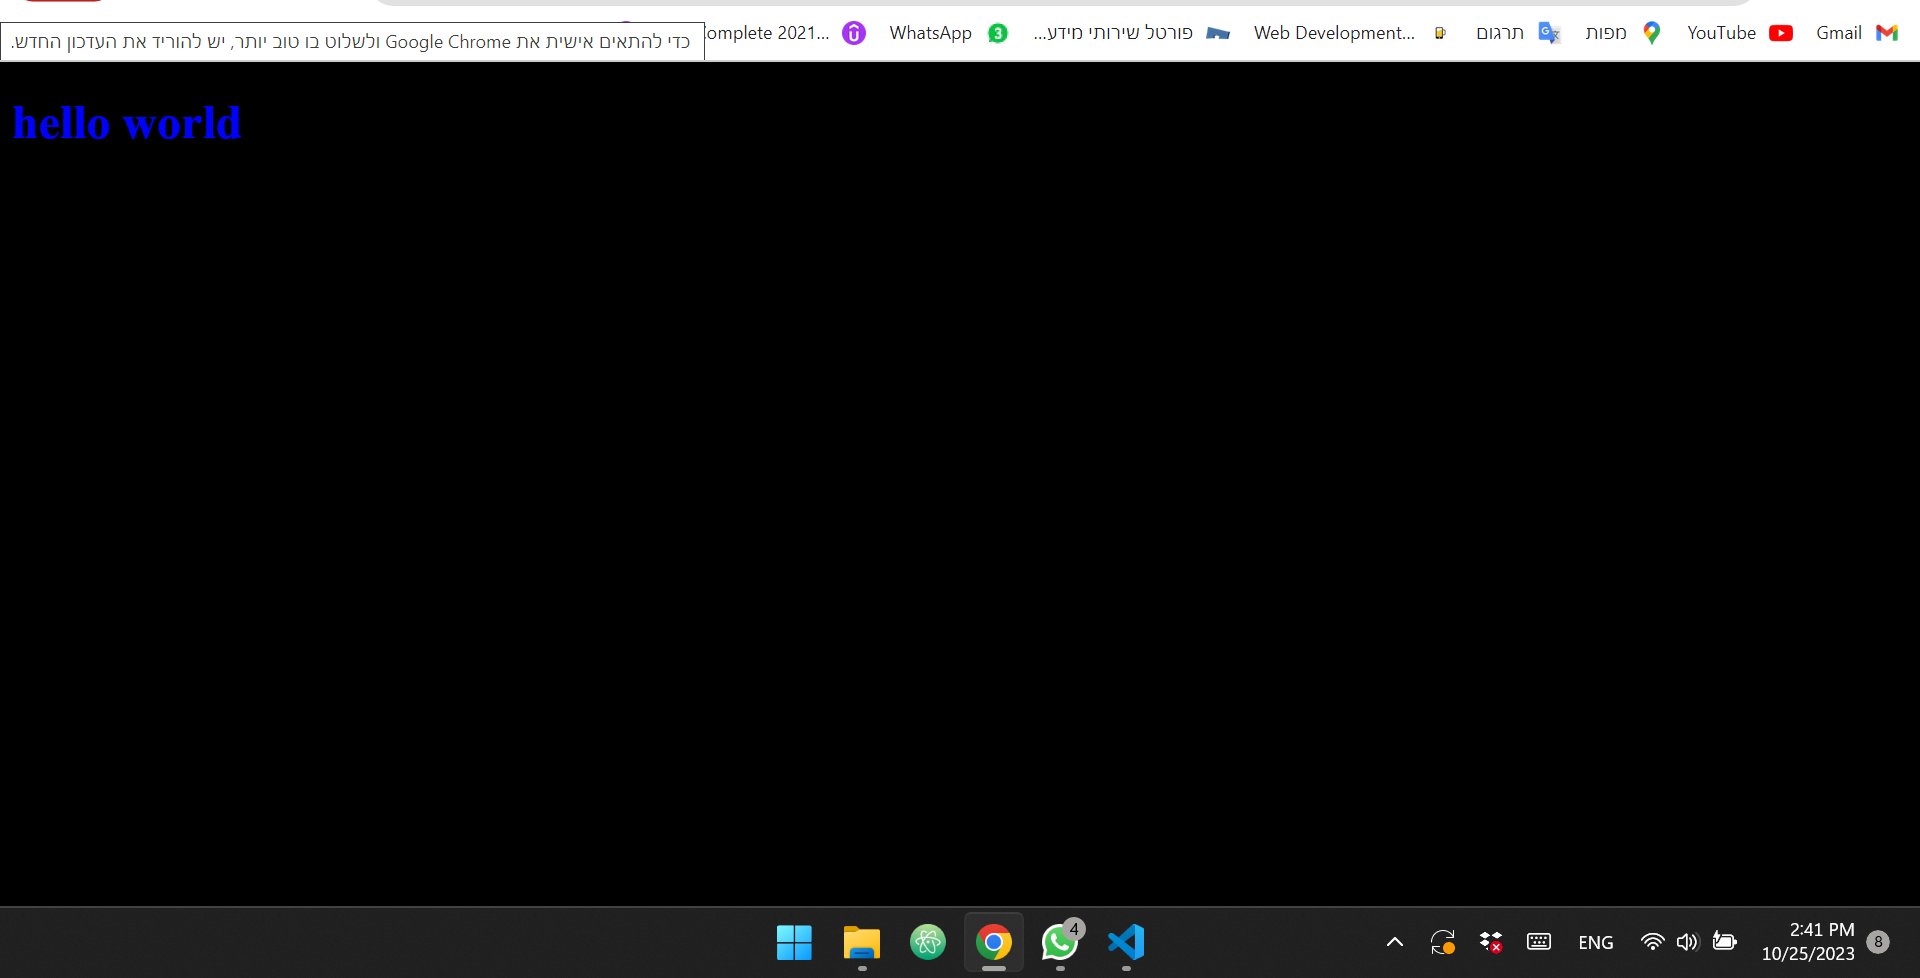 כדי להתאים אישית את Google Chrome ולשלוט בו טוב יותר, יש להוריד את העדכון החדש.
Gmail
YouTube
מפות
תרגום
Web Development...
פורטל שירותי מידע...
3
WhatsApp
omplete 2021...
hello world
4
ENG
2:41 PM
10/25/2023
8